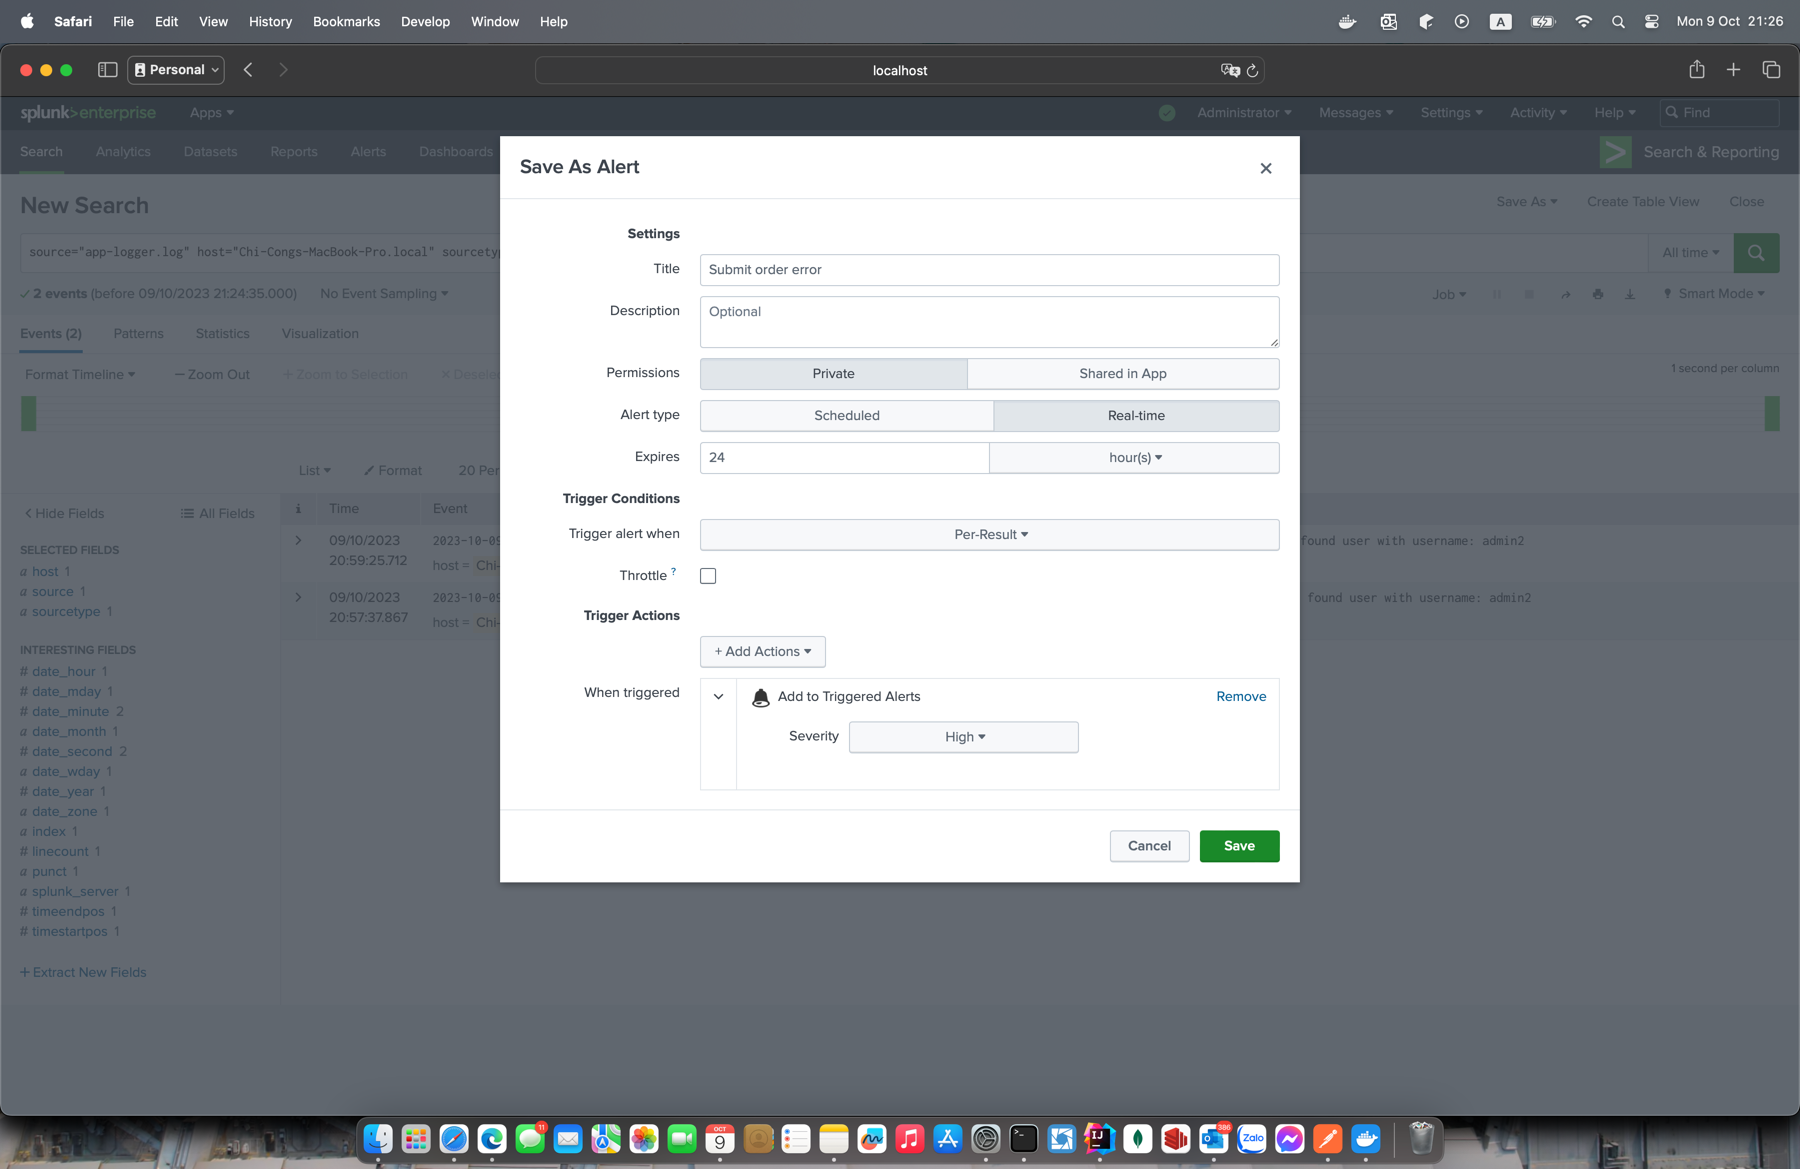 Safari File Edit View History Bookmarks Develop Window Help A Mon 9 Oct 21:26
Personal localhost
splunk>enterprise Apps Administrator Messages Settings Activity Help Find
Search Analytics Datasets Reports Alerts Dashboards Search & Reporting
New Search Save As Create Table View Close
source="app-logger.log" host="Chi-Congs-MacBook-Pro.local" All time
2 events (before 09/10/2023 21:24:35.000) No Event Sampling Job Smart Mode
Events (2) Patterns Statistics Visualization
Format Timeline — Zoom Out + Zoom to Selection 1 second per column
List Format 20 Per
< Hide Fields All Fields i Time Event
SELECTED FIELDS
a host 1
a source 1
a sourcetype 1
INTERESTING FIELDS
# date_hour 1
# date_mday 1
# date_minute 2
a date_month 1
# date_second 2
a date_wday 1
# date_year 1
a date_zone 1
a index 1
# linecount 1
a punct 1
a splunk_server 1
# timeendpos 1
# timestartpos 1
+ Extract New Fields
> 09/10/2023 2023-10-09 found user with username: admin2
20:59:25.712 host = Chi-
> 09/10/2023 2023-10-09 found user with username: admin2
20:57:37.867 host = Chi-
Save As Alert ×
Settings
Title Submit order error
Description Optional
Permissions Private Shared in App
Alert type Scheduled Real-time
Expires 24 hour(s)
Trigger Conditions
Trigger alert when Per-Result
Throttle ?
Trigger Actions
+ Add Actions
When triggered Add to Triggered Alerts Remove
Severity High
Cancel Save
11 OCT 9 386 Zalo
IJ